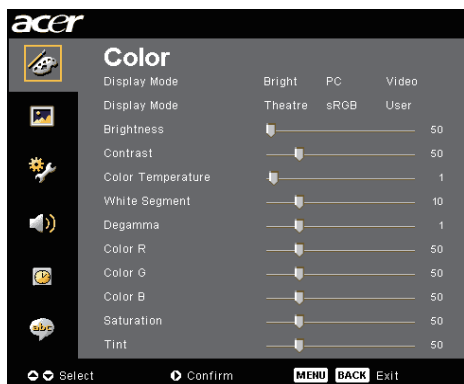 acer
Color
Display Mode Bright PC Video
Display Mode Theatre sRGB User
Brightness 50
Contrast 50
Color Temperature 1
White Segment 10
Degamma 1
Color R 50
Color G 50
Color B 50
Saturation 50
Tint 50
abc
Select Confirm MENU BACK Exit